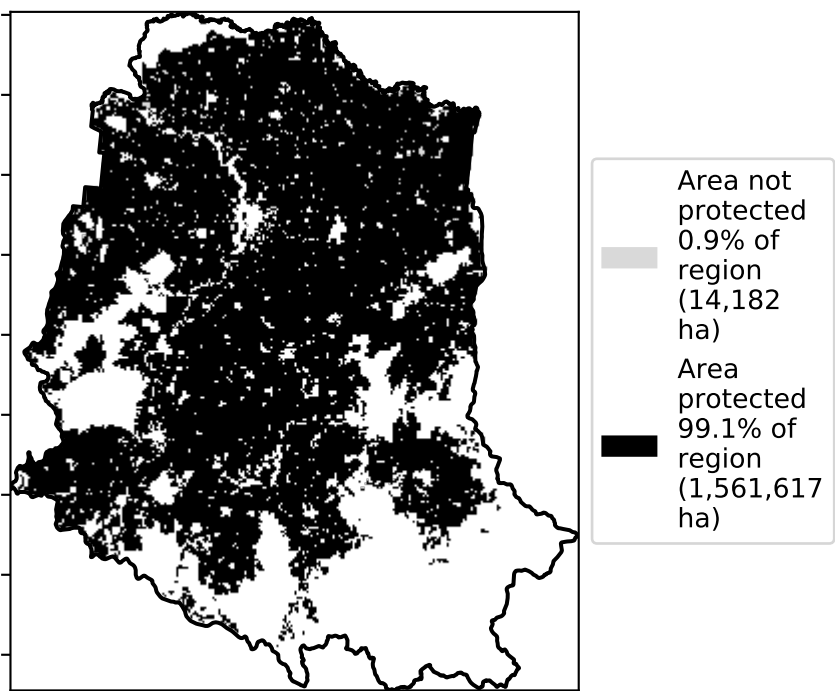 Area not
protected
0.9% of
region
(14,182
ha)
Area
protected
99.1% of
region
(1,561,617
ha)